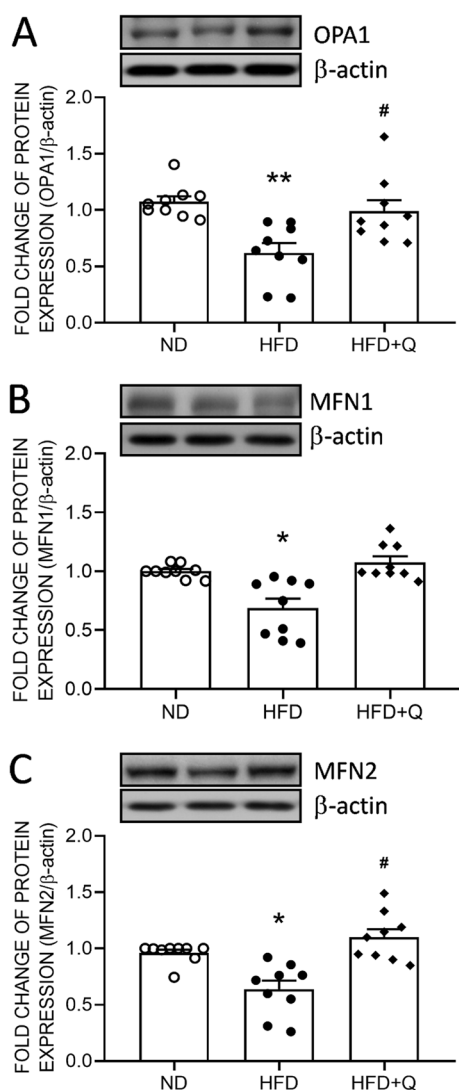 A
OPA1
β-actin
FOLD CHANGE OF PROTEIN
EXPRESSION (OPA1/β-actin)
2.0
1.5
1.0
0.5
0.0
**
#
ND HFD HFD+Q
B
MFN1
β-actin
FOLD CHANGE OF PROTEIN
EXPRESSION (MFN1/β-actin)
2.0
1.5
1.0
0.5
0.0
*
ND HFD HFD+Q
C
MFN2
β-actin
FOLD CHANGE OF PROTEIN
EXPRESSION (MFN2/β-actin)
2.0
1.5
1.0
0.5
0.0
*
#
ND HFD HFD+Q